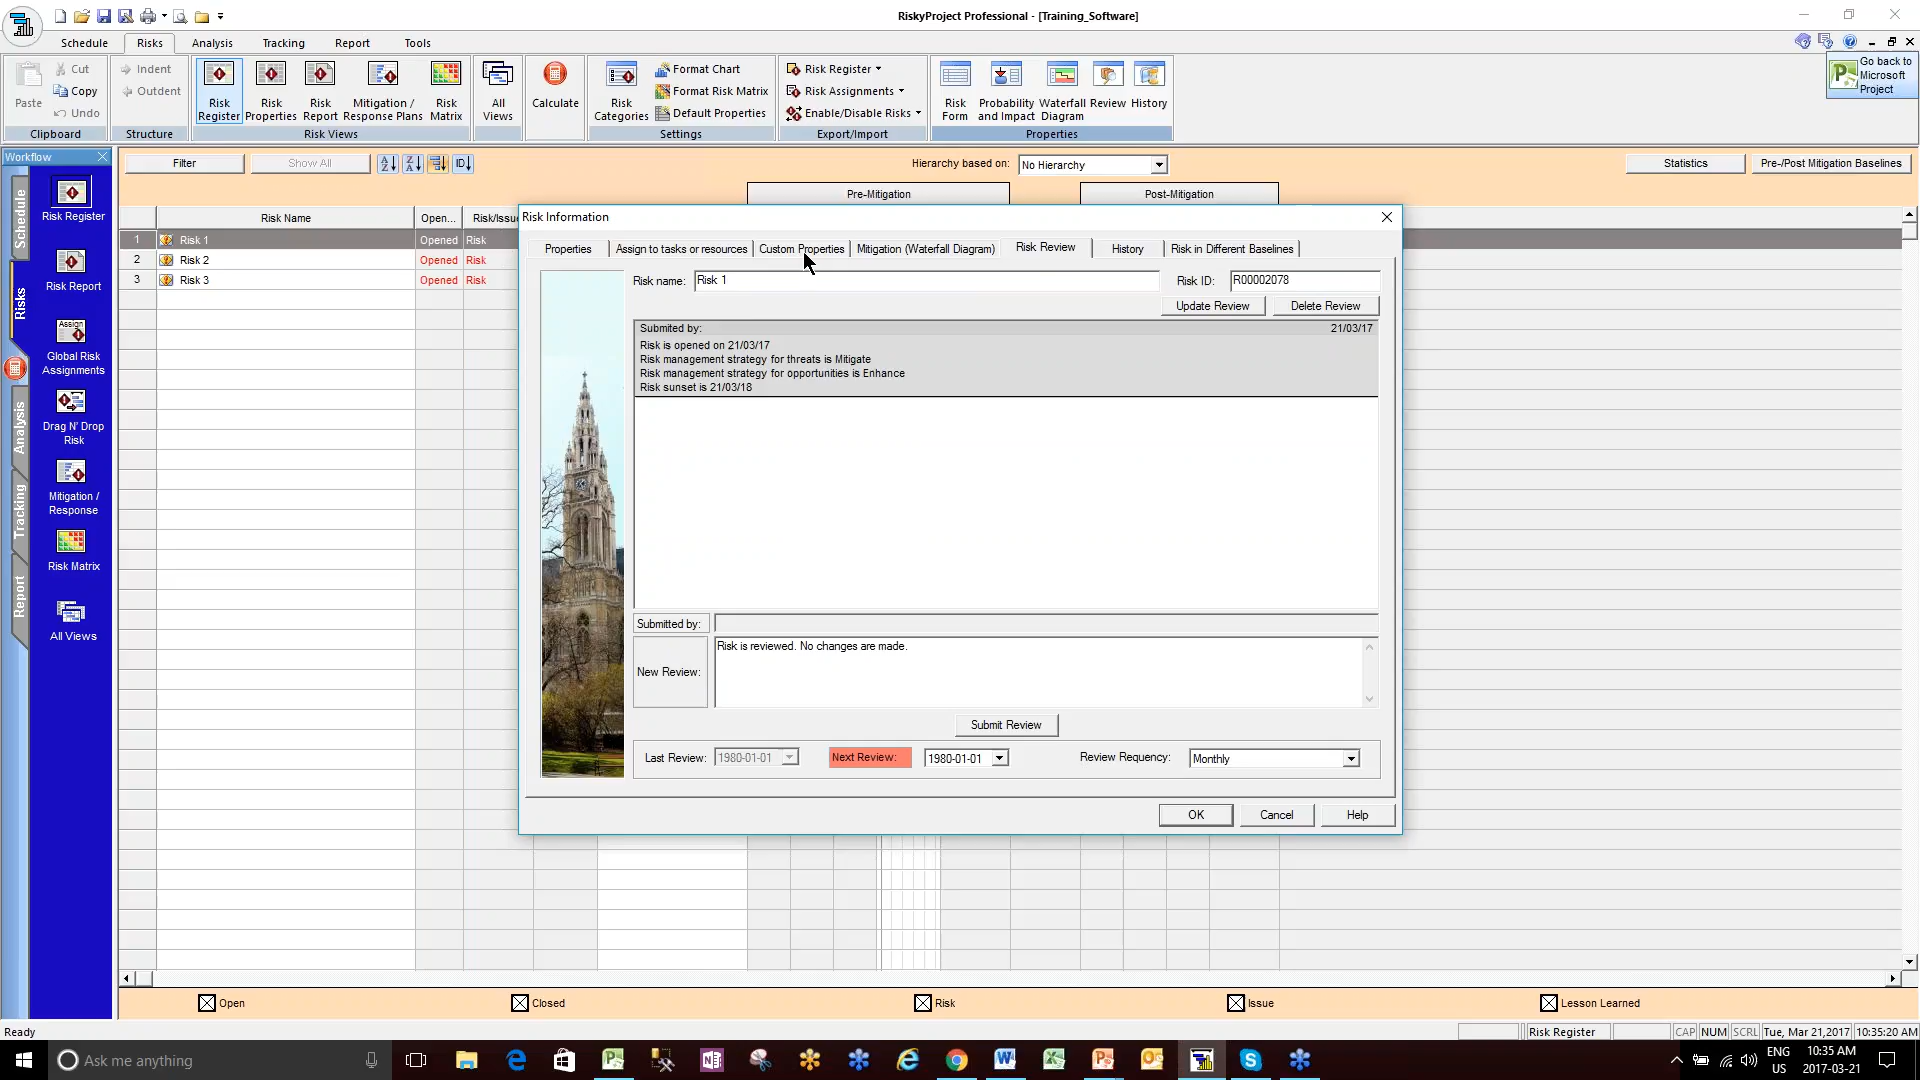 RiskyProject Professional - [Training_Software]
Schedule
Risks
Analysis
Tracking
Report
Tools
Paste
Cut
Copy
Undo
Clipboard
Indent
Outdent
Structure
Risk Register
Risk Properties
Risk Report
Mitigation / Response Plans
Risk Matrix
Risk Views
All Views
Calculate
Risk Categories
Format Chart
Format Risk Matrix
Default Properties
Settings
Risk Register
Risk Assignments
Enable/Disable Risks
Export/Import
Risk Form
Probability and Impact
Waterfall Diagram
Review
History
Properties
Go back to
Microsoft
Project
Workflow
Schedule
Risks
Analysis
Tracking
Report
Risk Register
Risk Report
Assign
Global Risk
Assignments
Drag N' Drop
Risk
Mitigation /
Response
Risk Matrix
All Views
Filter
Show All
ID
Hierarchy based on:
No Hierarchy
Statistics
Pre-/Post Mitigation Baselines
Pre-Mitigation
Post-Mitigation
Risk Name
Open...
Risk/Issu
1 Risk 1 Opened Risk
2 Risk 2 Opened Risk
3 Risk 3 Opened Risk
Risk Information
Properties
Assign to tasks or resources
Custom Properties
Mitigation (Waterfall Diagram)
Risk Review
History
Risk in Different Baselines
Risk name: Risk 1
Risk ID: R00002078
Update Review
Delete Review
Submited by: 21/03/17
Risk is opened on 21/03/17
Risk management strategy for threats is Mitigate
Risk management strategy for opportunities is Enhance
Risk sunset is 21/03/18
Submitted by:
New Review:
Risk is reviewed. No changes are made.
Submit Review
Last Review: 1980-01-01
Next Review: 1980-01-01
Review Requency: Monthly
OK
Cancel
Help
Open
Closed
Risk
Issue
Lesson Learned
Ready
Risk Register
CAP NUM SCRL Tue, Mar 21,2017 10:35:20 AM
Ask me anything
ENG
US
10:35 AM
2017-03-21